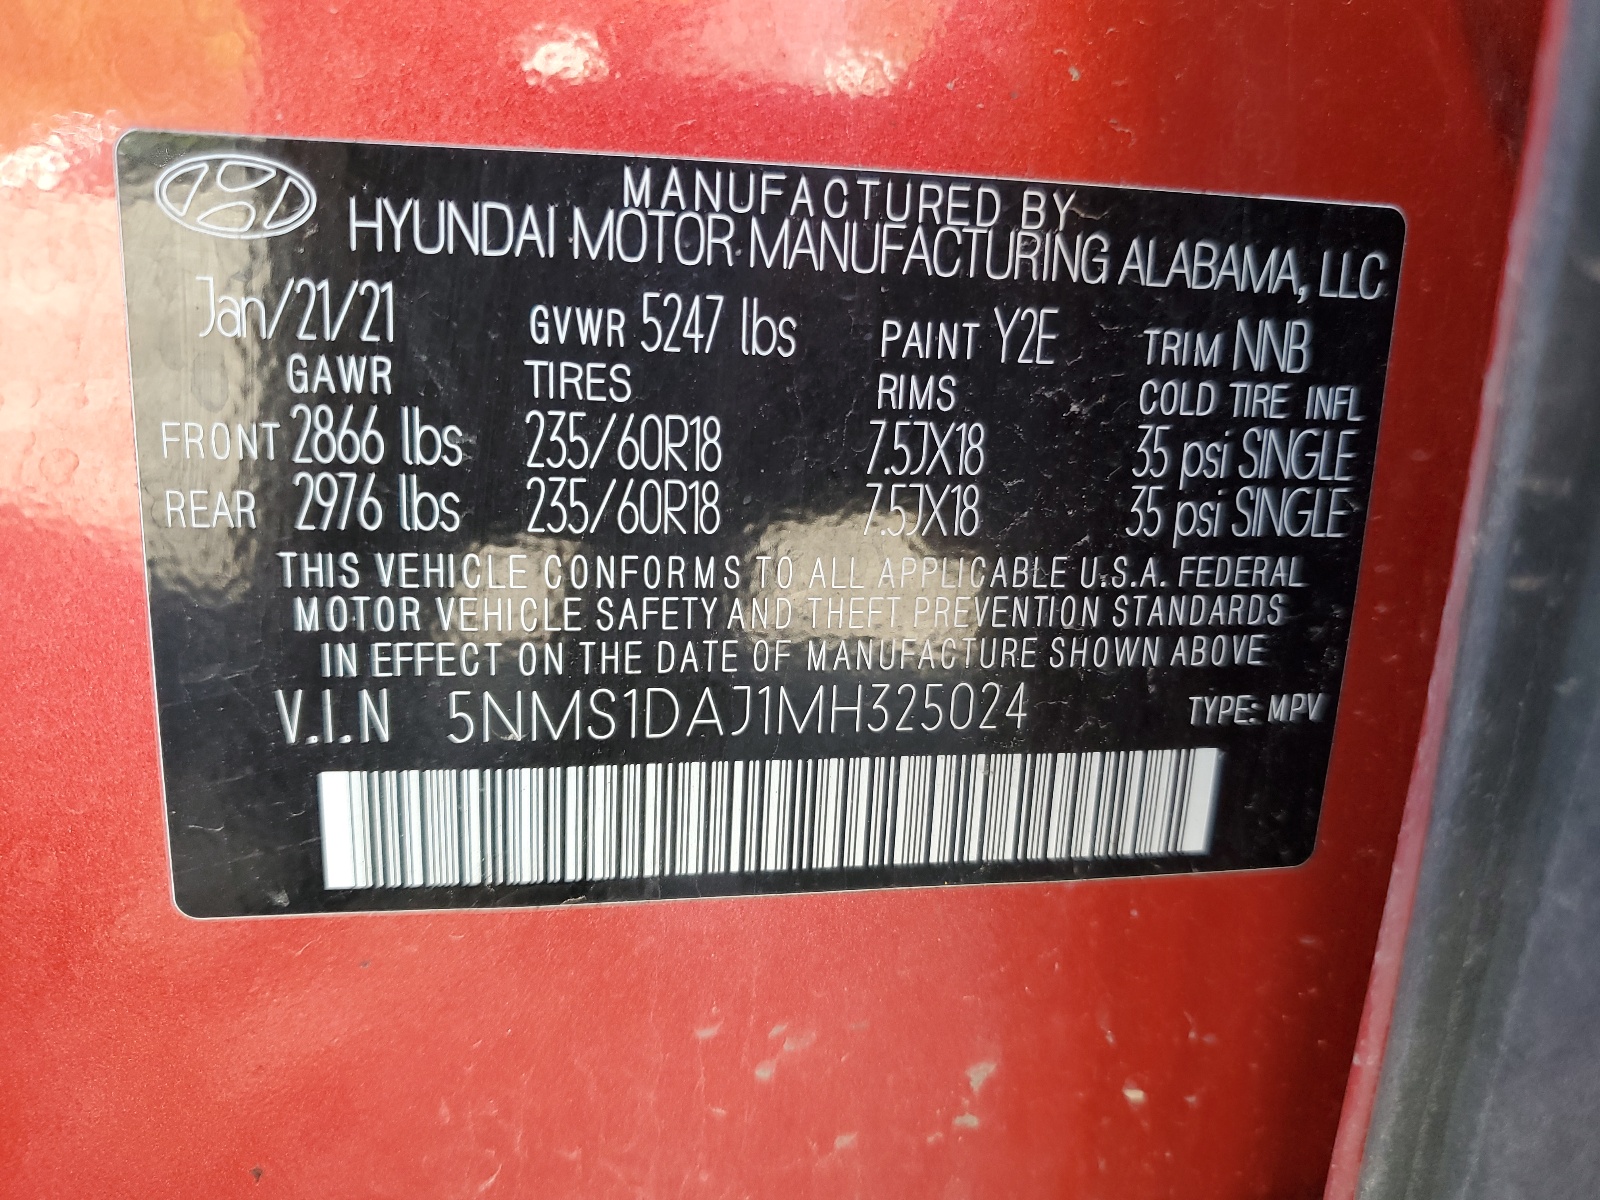 MANUFACTURED BY
HYUNDAI MOTOR MANUFACTURING ALABAMA, LLC
Jan/21/21 GVWR 5247 lbs PAINT Y2E TRIM NNB
GAWR TIRES RIMS COLD TIRE INFL
FRONT 2866 lbs 235/60R18 7.5JX18 35 psi SINGLE
REAR 2976 lbs 235/60R18 7.5JX18 35 psi SINGLE
THIS VEHICLE CONFORMS TO ALL APPLICABLE U.S.A. FEDERAL
MOTOR VEHICLE SAFETY AND THEFT PREVENTION STANDARDS
IN EFFECT ON THE DATE OF MANUFACTURE SHOWN ABOVE
V.I.N 5NMS1DAJ1MH325024 TYPE: MPV